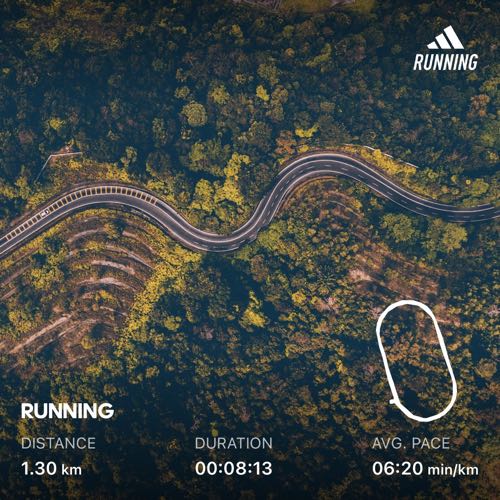 RUNNING
RUNNING
DISTANCE DURATION AVG. PACE
1.30 km 00:08:13 06:20 min/km